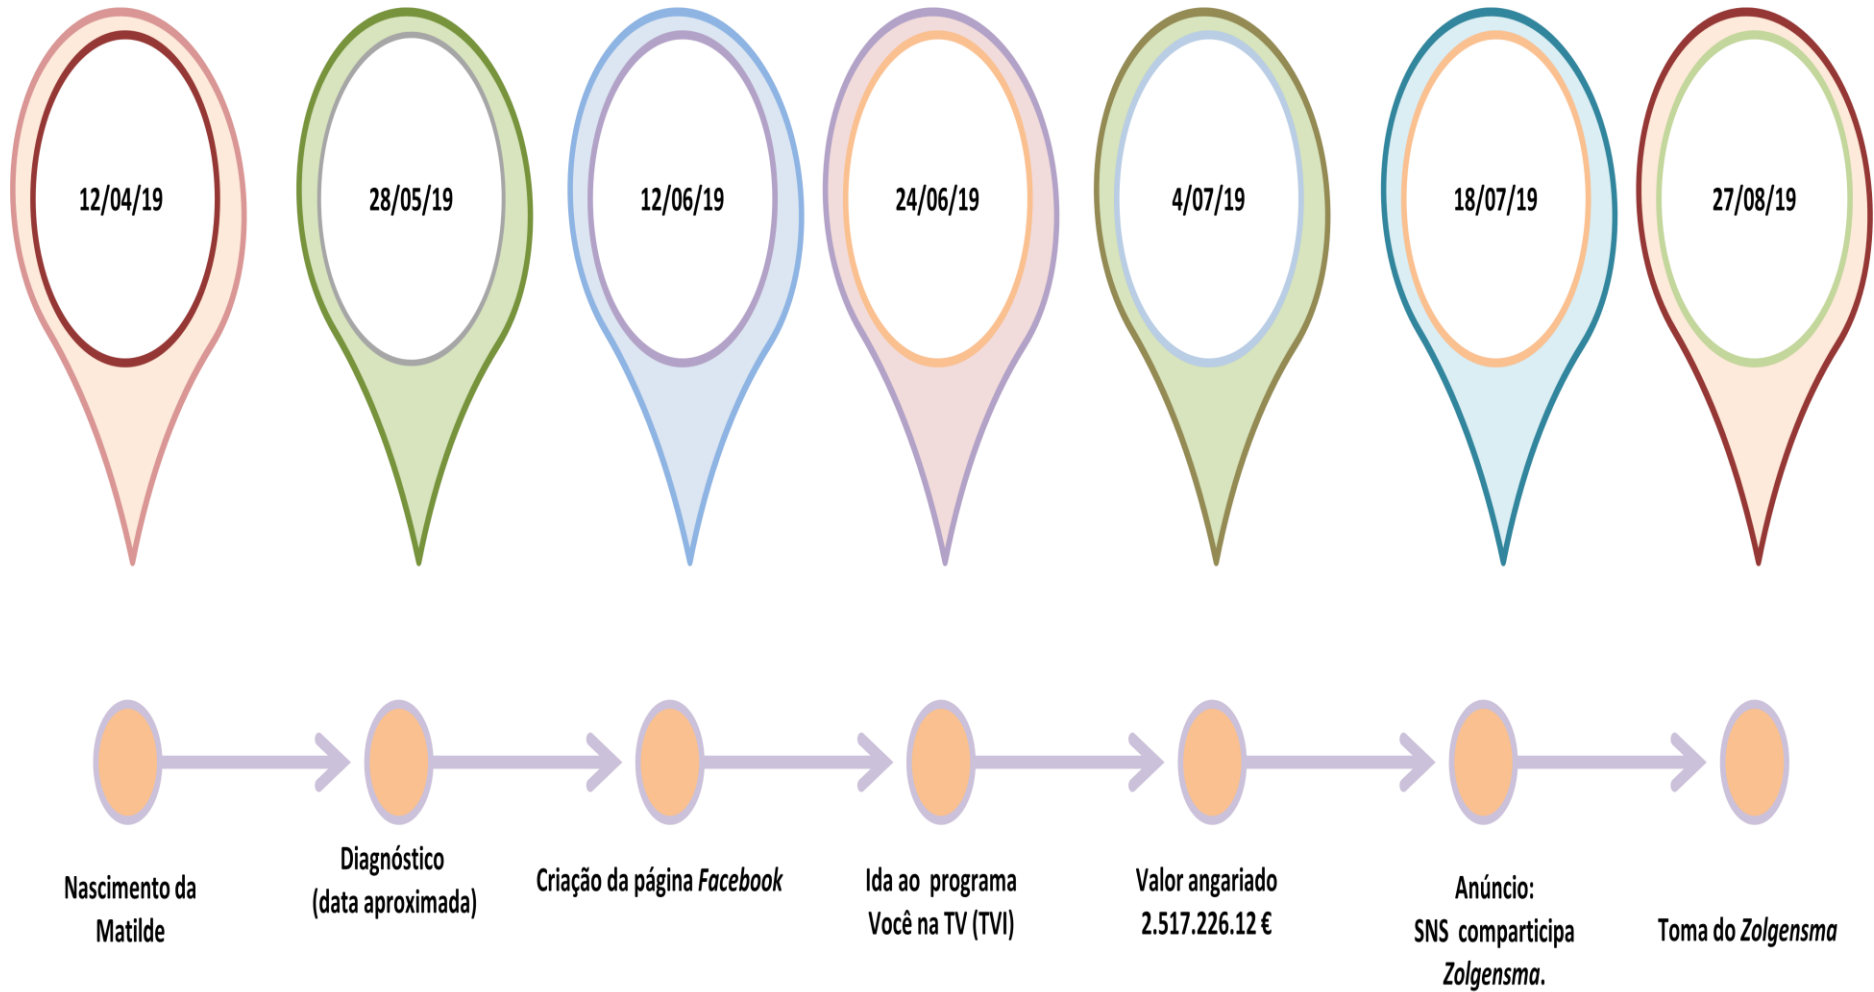 12/04/19
28/05/19
12/06/19
24/06/19
4/07/19
18/07/19
27/08/19
Nascimento da
Matilde
Diagnóstico
(data aproximada)
Criação da página Facebook
Ida ao programa
Você na TV (TVI)
Valor angariado
2.517.226.12 €
Anúncio:
SNS comparticipa
Zolgensma.
Toma do Zolgensma